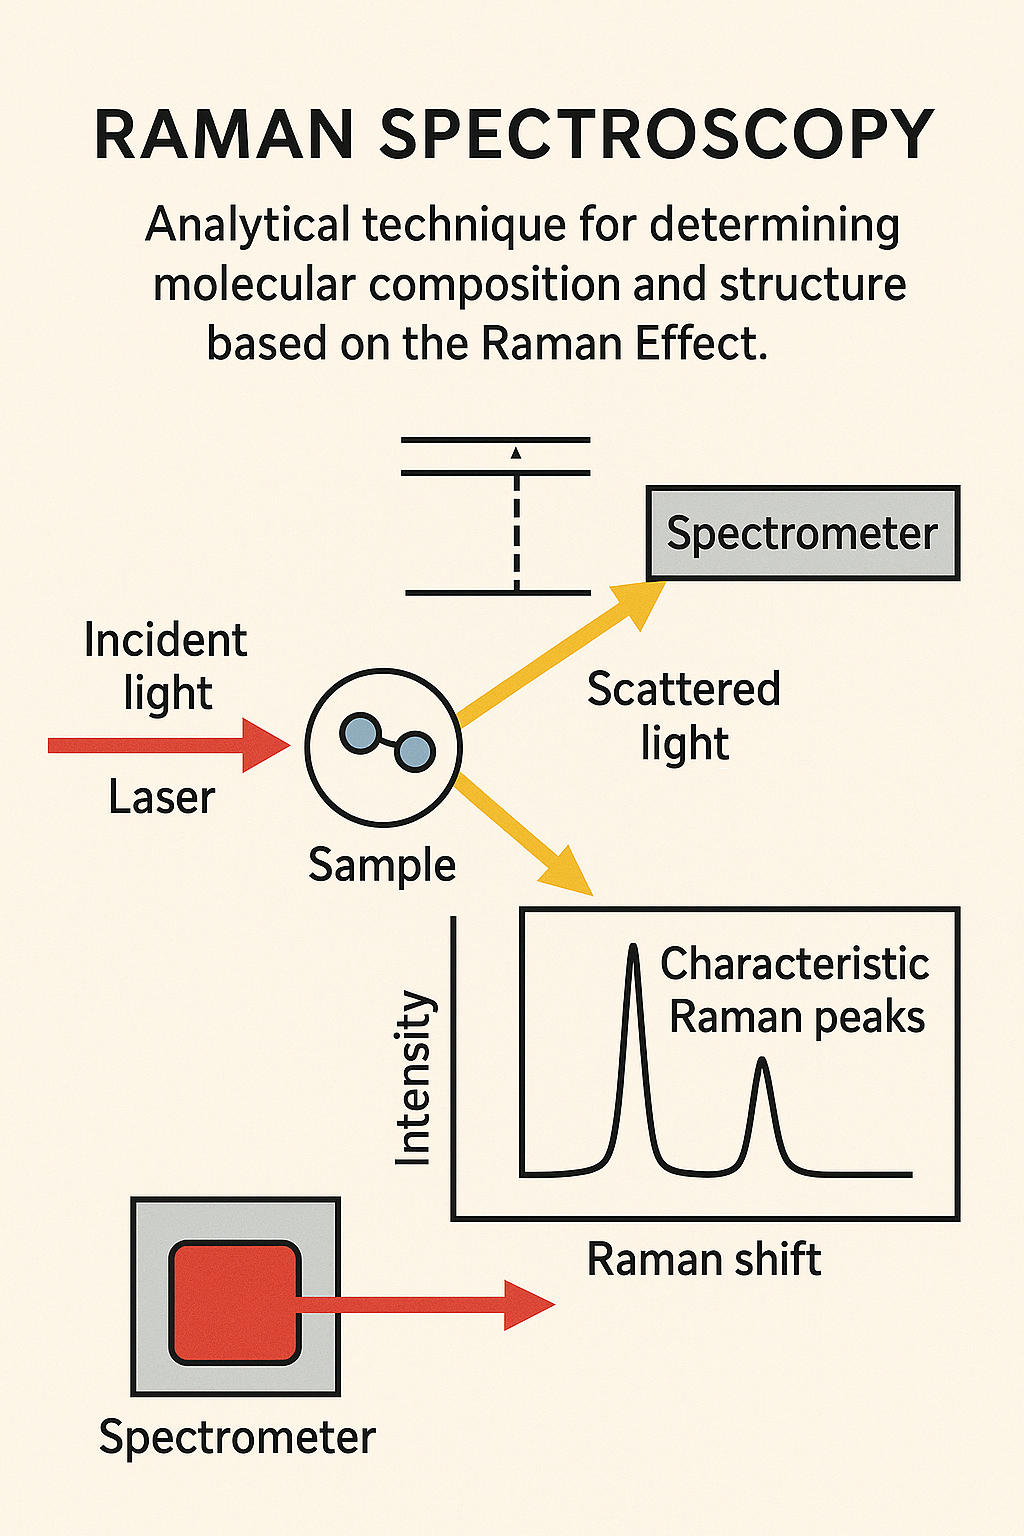 RAMAN SPECTROSCOPY
Analytical technique for determining
molecular composition and structure
based on the Raman Effect.
Spectrometer
Incident
light
Laser
Sample
Scattered
light
Characteristic
Raman peaks
Intensity
Raman shift
Spectrometer